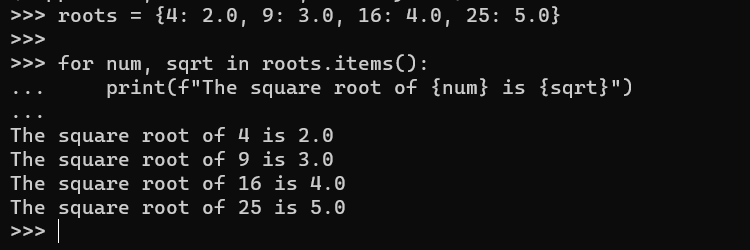 >>> roots = {4: 2.0, 9: 3.0, 16: 4.0, 25: 5.0}
>>>
>>> for num, sqrt in roots.items():
...     print(f"The square root of {num} is {sqrt}")
...
The square root of 4 is 2.0
The square root of 9 is 3.0
The square root of 16 is 4.0
The square root of 25 is 5.0
>>>